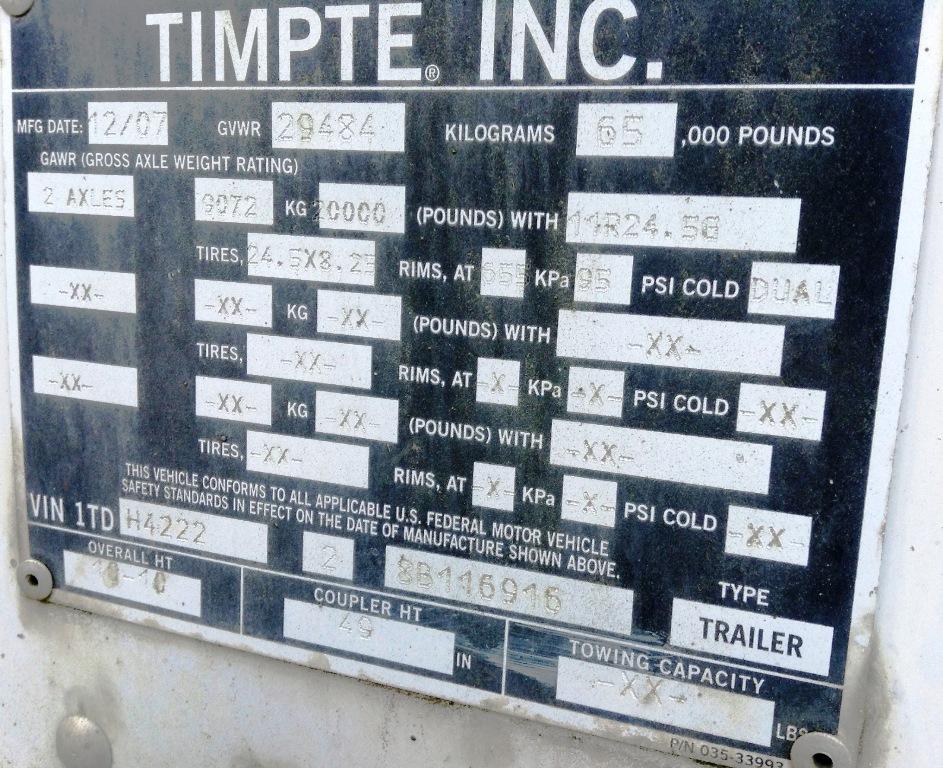 TIMPTE® INC.
MFG DATE: 12/07 GVWR 29484 KILOGRAMS 65 ,000 POUNDS
GAWR (GROSS AXLE WEIGHT RATING)
2 AXLES 9072 KG 20000 (POUNDS) WITH 11R24.5G
TIRES, 24.5X8.25 RIMS, AT 655 KPa 95 PSI COLD DUAL
-XX- -XX- KG -XX- (POUNDS) WITH -XX-
TIRES, -XX- RIMS, AT -X- KPa -X- PSI COLD -XX-
-XX- -XX- KG -XX- (POUNDS) WITH -XX-
TIRES, -XX- RIMS, AT -X- KPa -X- PSI COLD -XX-
THIS VEHICLE CONFORMS TO ALL APPLICABLE U.S. FEDERAL MOTOR VEHICLE
SAFETY STANDARDS IN EFFECT ON THE DATE OF MANUFACTURE SHOWN ABOVE.
VIN 1TD H4222 2 8B116916 TYPE TRAILER
OVERALL HT COUPLER HT 49 IN TOWING CAPACITY -XX- LBS
P/N 035-33993